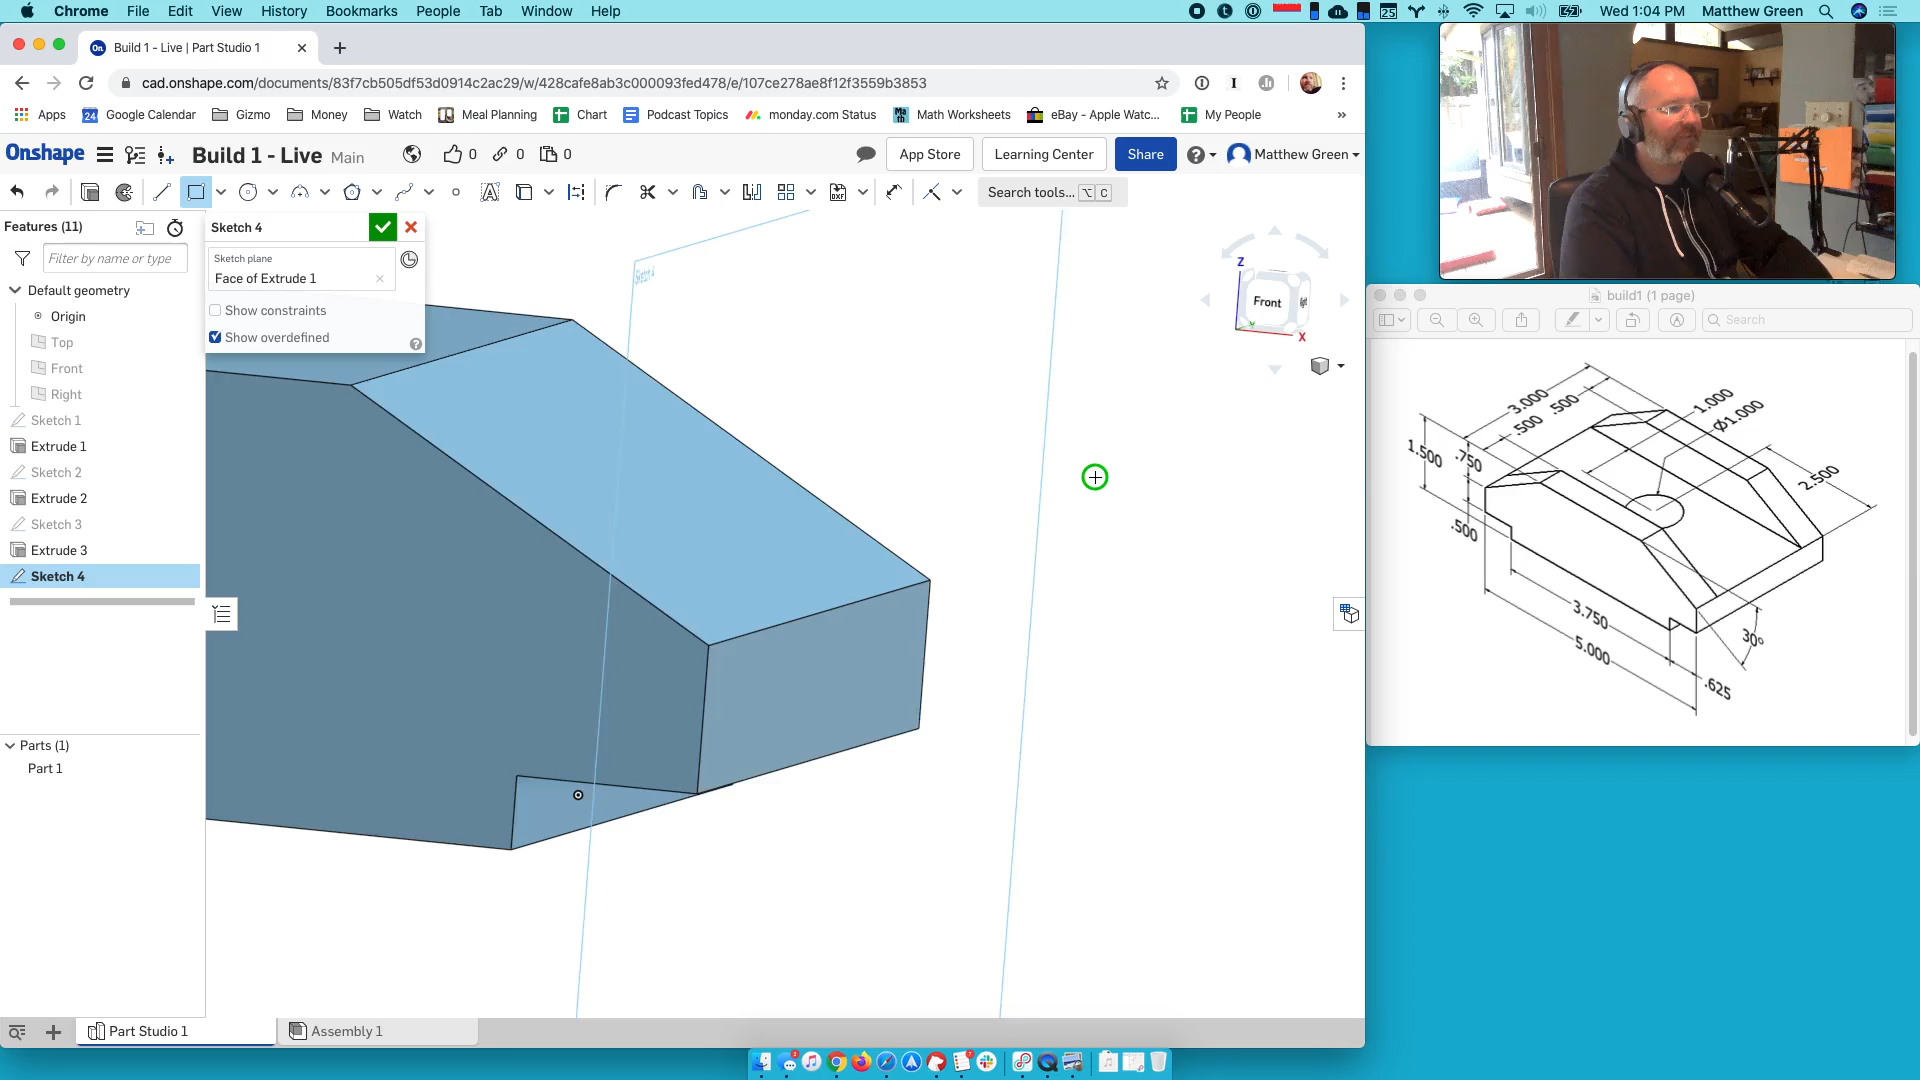 Chrome File Edit View History Bookmarks People Tab Window Help
25 Wed 1:04 PM Matthew Green
On Build 1 - Live | Part Studio 1
cad.onshape.com/documents/83f7cb505df53d0914c2ac29/w/428cafe8ab3c000093fed478/e/107ce278ae8f12f3559b3853
Apps 24 Google Calendar Gizmo Money Watch Meal Planning Chart Podcast Topics monday.com Status Math Worksheets eBay - Apple Watc... My People »
Onshape Build 1 - Live Main 0 0 0 App Store Learning Center Share Matthew Green
Search tools... ⌥ C
Features (11)
Filter by name or type
Default geometry
Origin
Top
Front
Right
Sketch 1
Extrude 1
Sketch 2
Extrude 2
Sketch 3
Extrude 3
Sketch 4
Parts (1)
Part 1
Sketch 4
Sketch plane
Face of Extrude 1
Show constraints
Show overdefined
Sketch 4
Z
Front
Right
Y
X
Part Studio 1
Assembly 1
build1 (1 page)
Search
3.000
.500
.500
1.000
Ø1.000
1.500
.750
2.500
.500
3.750
30°
5.000
.625